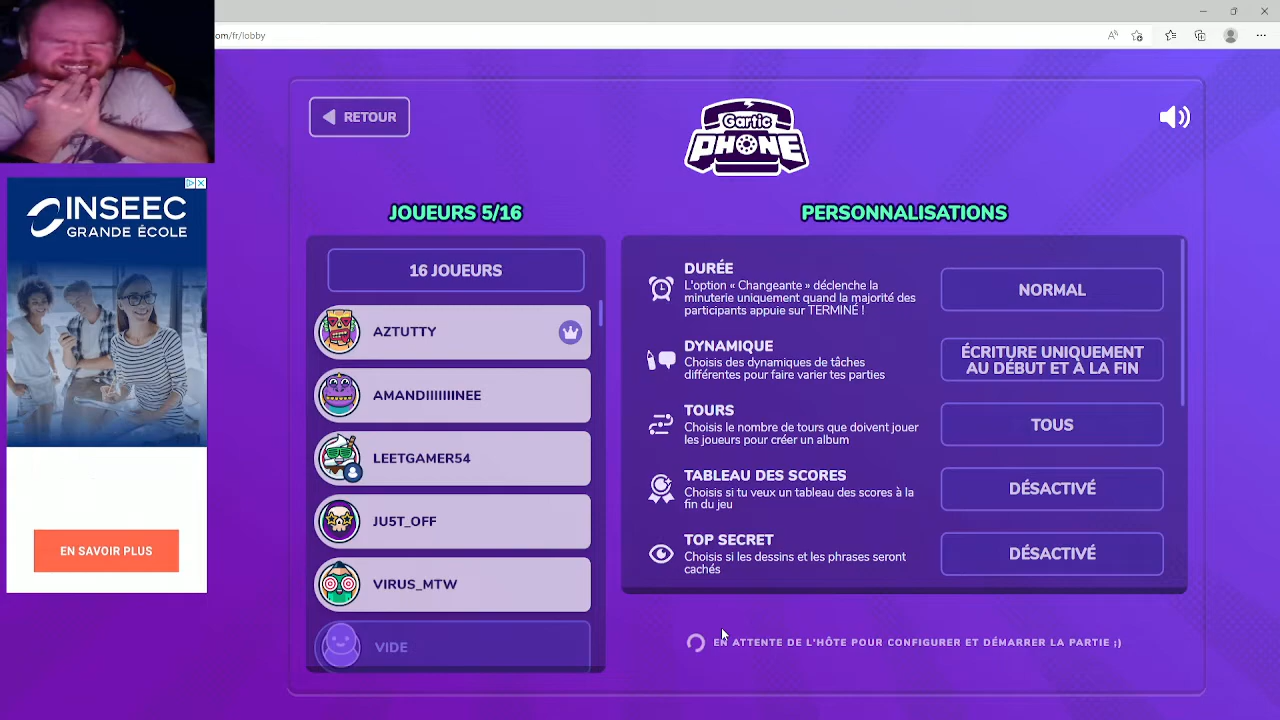 om/fr/lobby
RETOUR
Gartic
PHONE
INSEEC
GRANDE ÉCOLE
EN SAVOIR PLUS
JOUEURS 5/16
16 JOUEURS
AZTUTTY
AMANDIIIIIIINEE
LEETGAMER54
JU5T_OFF
VIRUS_MTW
VIDE
PERSONNALISATIONS
DURÉE
L'option « Changeante » déclenche la
minuterie uniquement quand la majorité des
participants appuie sur TERMINÉ !
NORMAL
DYNAMIQUE
Choisis des dynamiques de tâches
différentes pour faire varier tes parties
ÉCRITURE UNIQUEMENT
AU DÉBUT ET À LA FIN
TOURS
Choisis le nombre de tours que doivent jouer
les joueurs pour créer un album
TOUS
TABLEAU DES SCORES
Choisis si tu veux un tableau des scores à la
fin du jeu
DÉSACTIVÉ
TOP SECRET
Choisis si les dessins et les phrases seront
cachés
DÉSACTIVÉ
EN ATTENTE DE L'HÔTE POUR CONFIGURER ET DÉMARRER LA PARTIE ;)